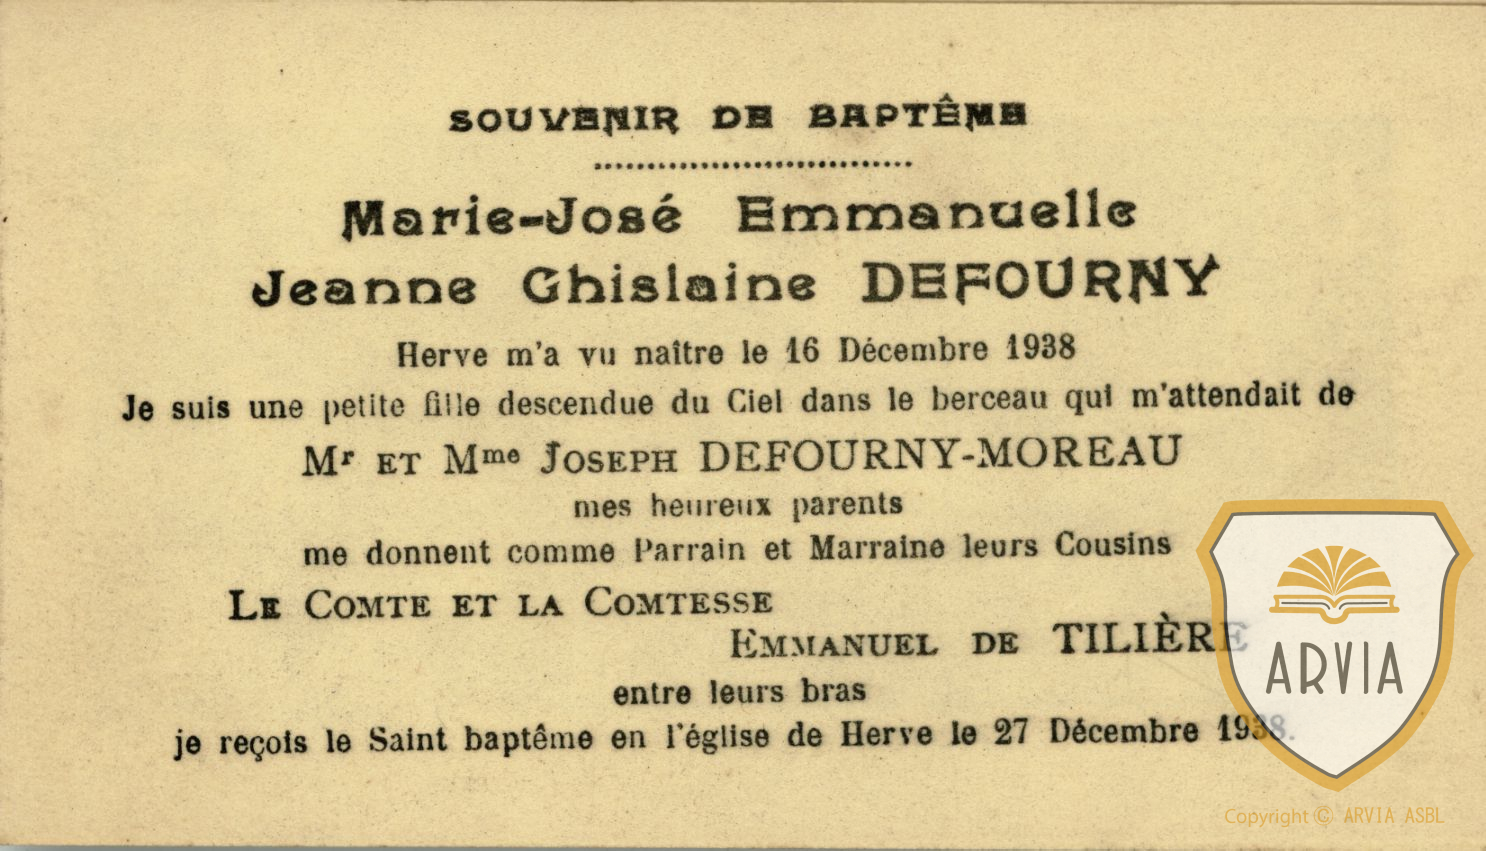 SOUVENIR DE BAPTÊME
Marie-José Emmanuelle
Jeanne Ghislaine DEFOURNY
Herve m'a vu naître le 16 Décembre 1938
Je suis une petite fille descendue du Ciel dans le berceau qui m'attendait de
Mr ET Mme JOSEPH DEFOURNY-MOREAU
mes heureux parents
me donnent comme Parrain et Marraine leurs Cousins
LE COMTE ET LA COMTESSE
EMMANUEL DE TILIÈRE
entre leurs bras
je reçois le Saint baptême en l'église de Herve le 27 Décembre 1938.
ARVIA
Copyright © ARVIA ASBL